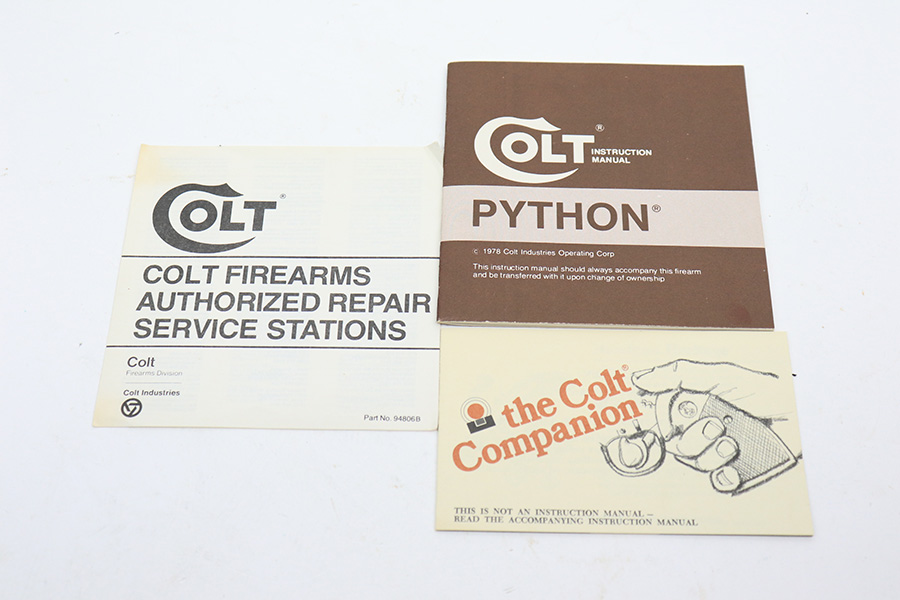 COLT®
COLT FIREARMS
AUTHORIZED REPAIR
SERVICE STATIONS
Colt
Firearms Division
Colt Industries
Part No. 94806B
COLT®
INSTRUCTION
MANUAL
PYTHON®
© 1978 Colt Industries Operating Corp
This instruction manual should always accompany this firearm
and be transferred with it upon change of ownership
the Colt®
Companion
THIS IS NOT AN INSTRUCTION MANUAL –
READ THE ACCOMPANYING INSTRUCTION MANUAL